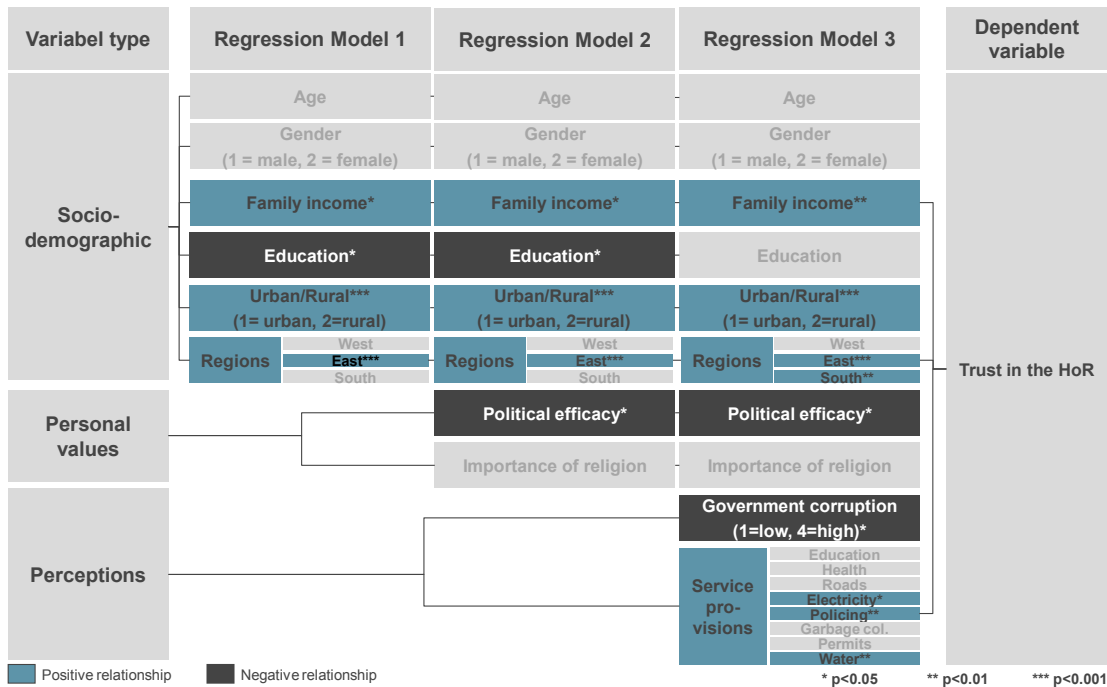 Variabel type
Regression Model 1
Regression Model 2
Regression Model 3
Dependent
variable
Socio-
demographic
Age
Age
Age
Gender
(1 = male, 2 = female)
Gender
(1 = male, 2 = female)
Gender
(1 = male, 2 = female)
Family income*
Family income*
Family income**
Education*
Education*
Education
Urban/Rural***
(1= urban, 2=rural)
Urban/Rural***
(1= urban, 2=rural)
Urban/Rural***
(1= urban, 2=rural)
Regions
West
East***
South
Regions
West
East***
South
Regions
West
East***
South**
Trust in the HoR
Personal
values
Political efficacy*
Political efficacy*
Importance of religion
Importance of religion
Perceptions
Government corruption
(1=low, 4=high)*
Service
pro-
visions
Education
Health
Roads
Electricity*
Policing**
Garbage col.
Permits
Water**
Positive relationship
Negative relationship
* p<0.05
** p<0.01
*** p<0.001